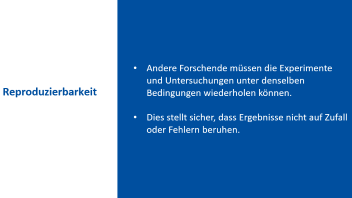 Reproduzierbarkeit
• Andere Forschende müssen die Experimente
und Untersuchungen unter denselben
Bedingungen wiederholen können.
• Dies stellt sicher, dass Ergebnisse nicht auf Zufall
oder Fehlern beruhen.